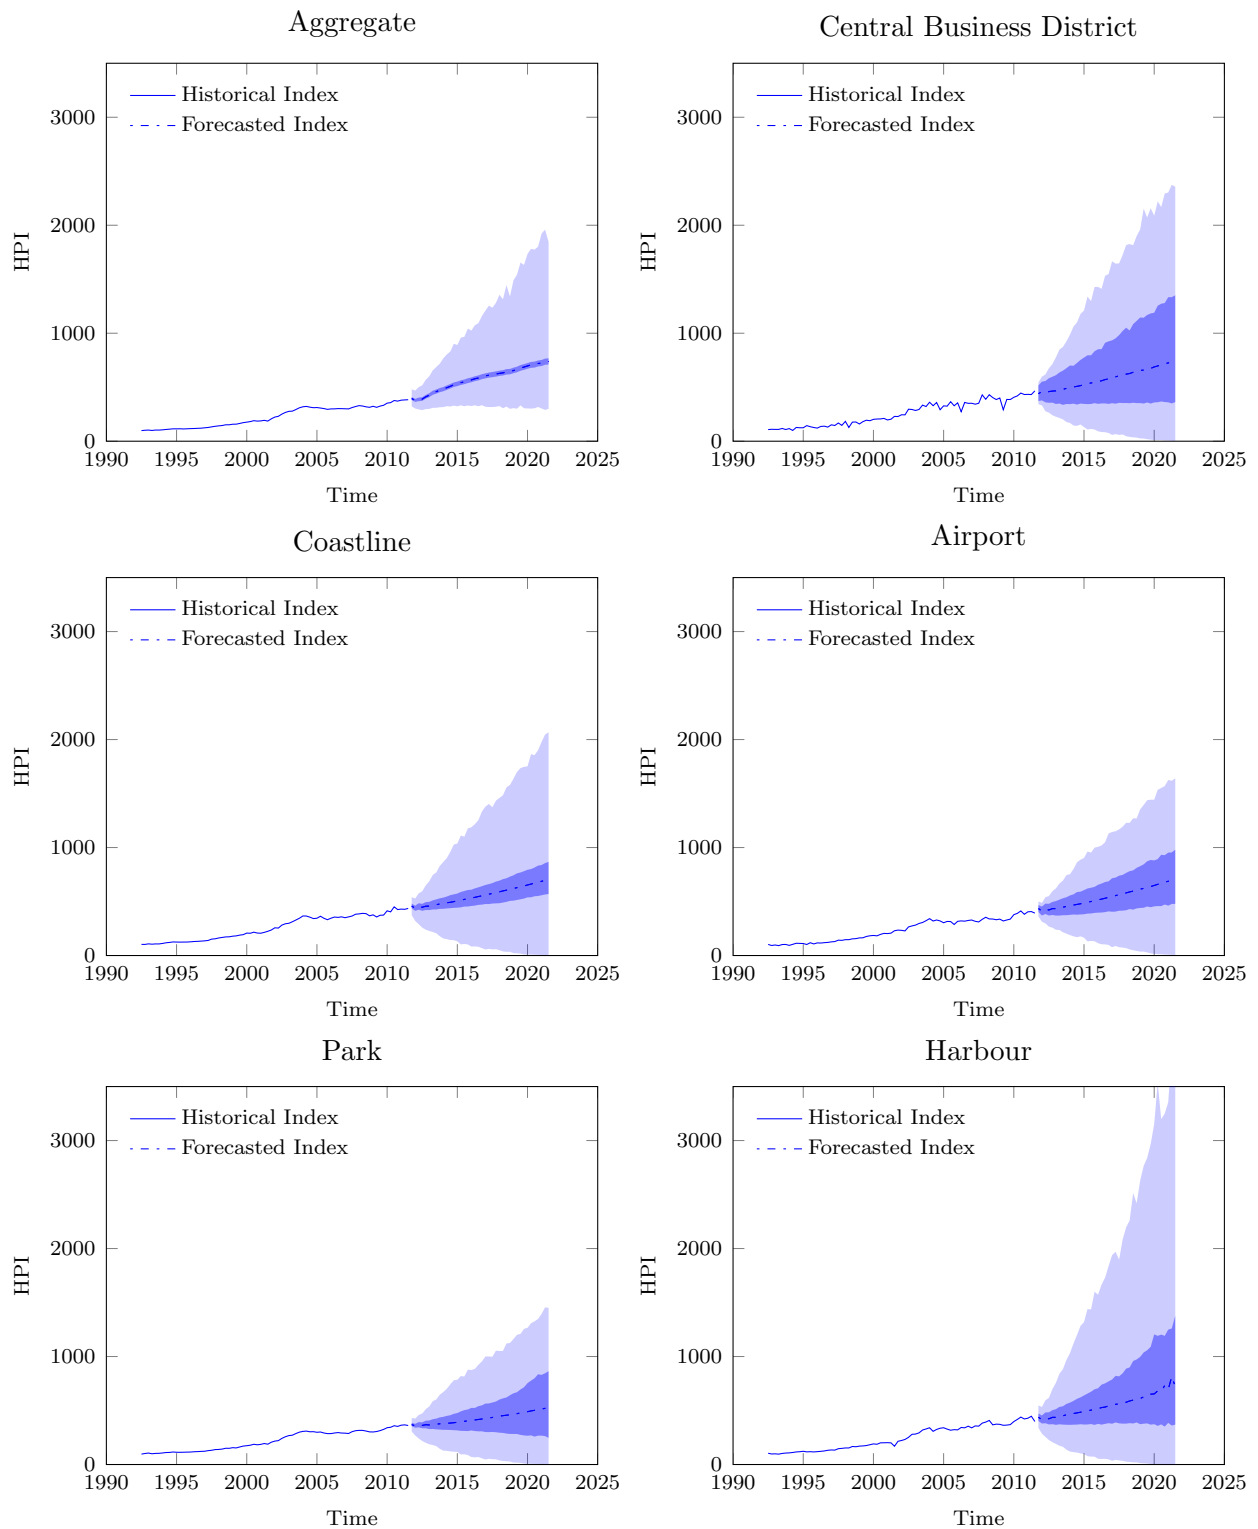 Aggregate
Historical Index
Forecasted Index
3000
2000
1000
0
HPI
1990 1995 2000 2005 2010 2015 2020 2025
Time
Central Business District
Historical Index
Forecasted Index
3000
2000
1000
0
HPI
1990 1995 2000 2005 2010 2015 2020 2025
Time
Coastline
Historical Index
Forecasted Index
3000
2000
1000
0
HPI
1990 1995 2000 2005 2010 2015 2020 2025
Time
Airport
Historical Index
Forecasted Index
3000
2000
1000
0
HPI
1990 1995 2000 2005 2010 2015 2020 2025
Time
Park
Historical Index
Forecasted Index
3000
2000
1000
0
HPI
1990 1995 2000 2005 2010 2015 2020 2025
Time
Harbour
Historical Index
Forecasted Index
3000
2000
1000
0
HPI
1990 1995 2000 2005 2010 2015 2020 2025
Time